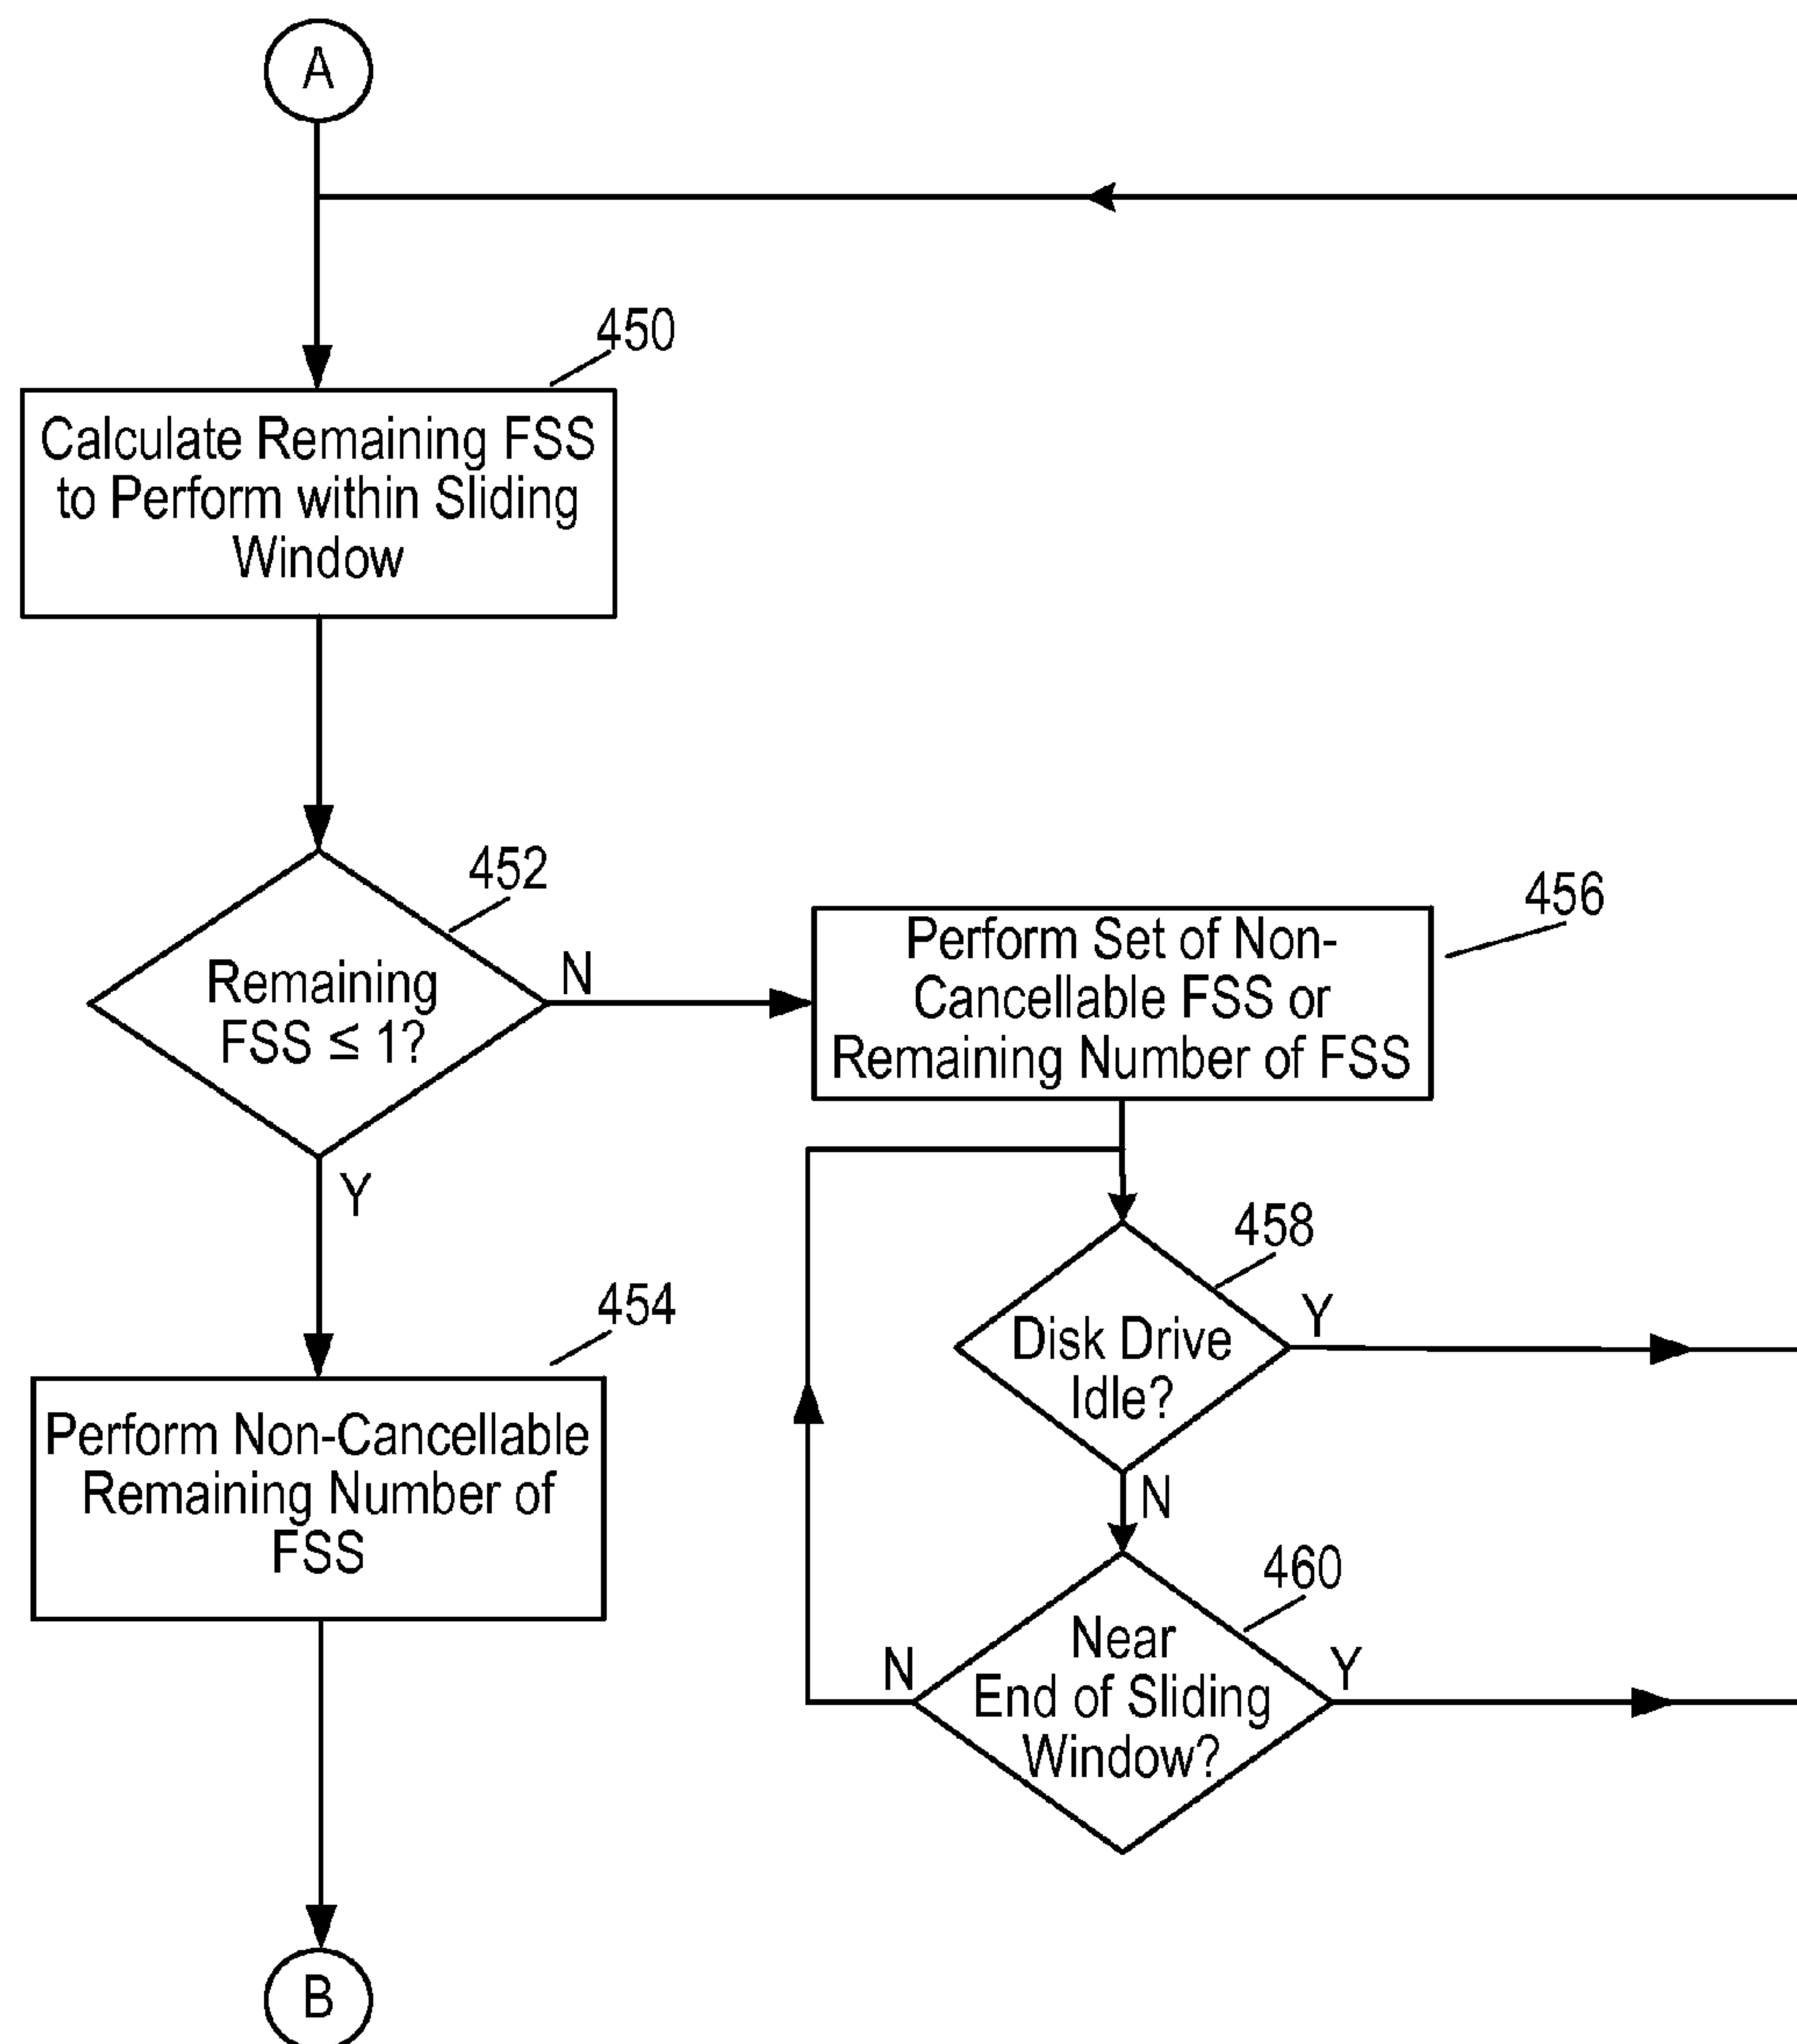 A
450
Calculate Remaining FSS
to Perform within Sliding
Window
452
Remaining
FSS ≤ 1?
N
Y
456
Perform Set of Non-
Cancellable FSS or
Remaining Number of FSS
458
Disk Drive
Idle?
Y
N
454
Perform Non-Cancellable
Remaining Number of
FSS
460
Near
End of Sliding
Window?
N
Y
B